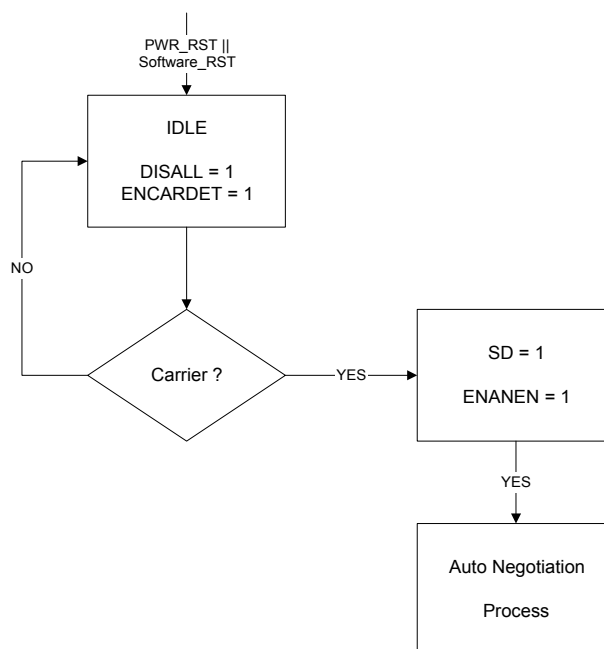 PWR_RST ||
Software_RST
IDLE
DISALL = 1
ENCARDET = 1
NO
Carrier ?
YES
SD = 1
ENANEN = 1
YES
Auto Negotiation
Process